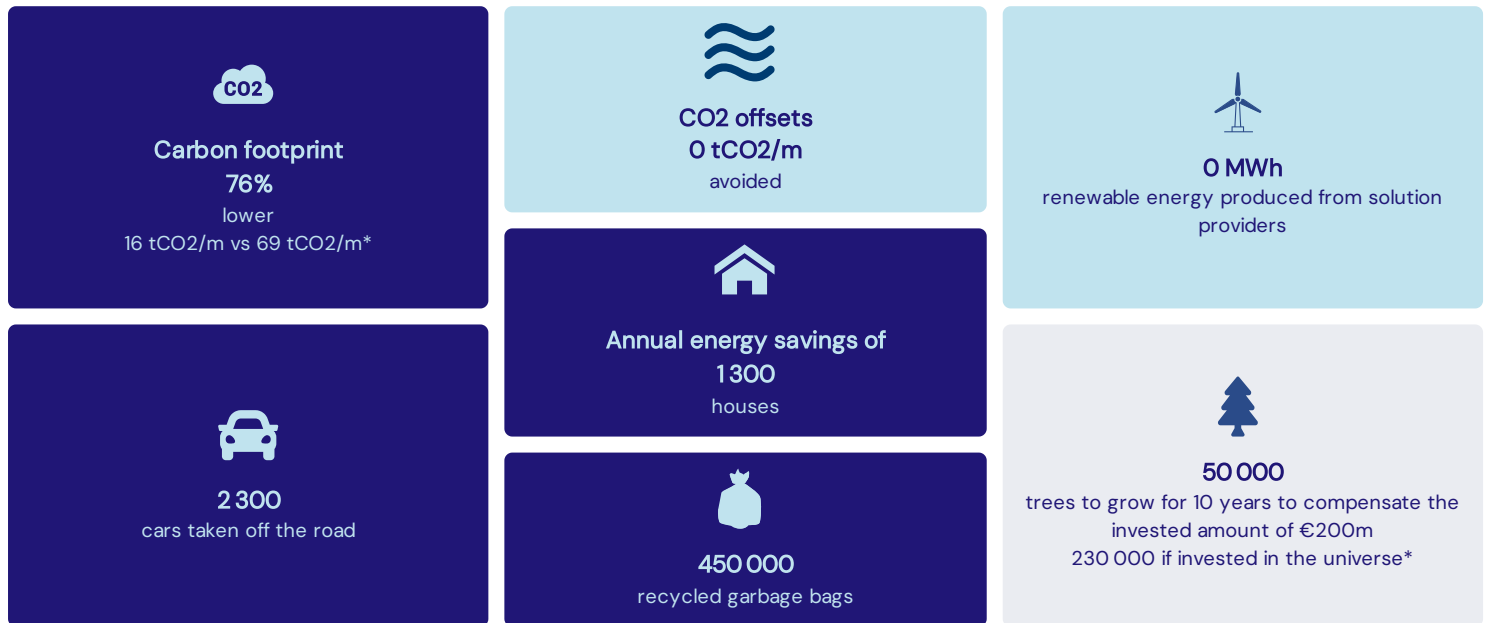 CO2
Carbon footprint
76%
lower
16 tCO2/m vs 69 tCO2/m*
2 300
cars taken off the road
CO2 offsets
0 tCO2/m
avoided
Annual energy savings of
1 300
houses
450 000
recycled garbage bags
0 MWh
renewable energy produced from solution
providers
50 000
trees to grow for 10 years to compensate the
invested amount of €200m
230 000 if invested in the universe*